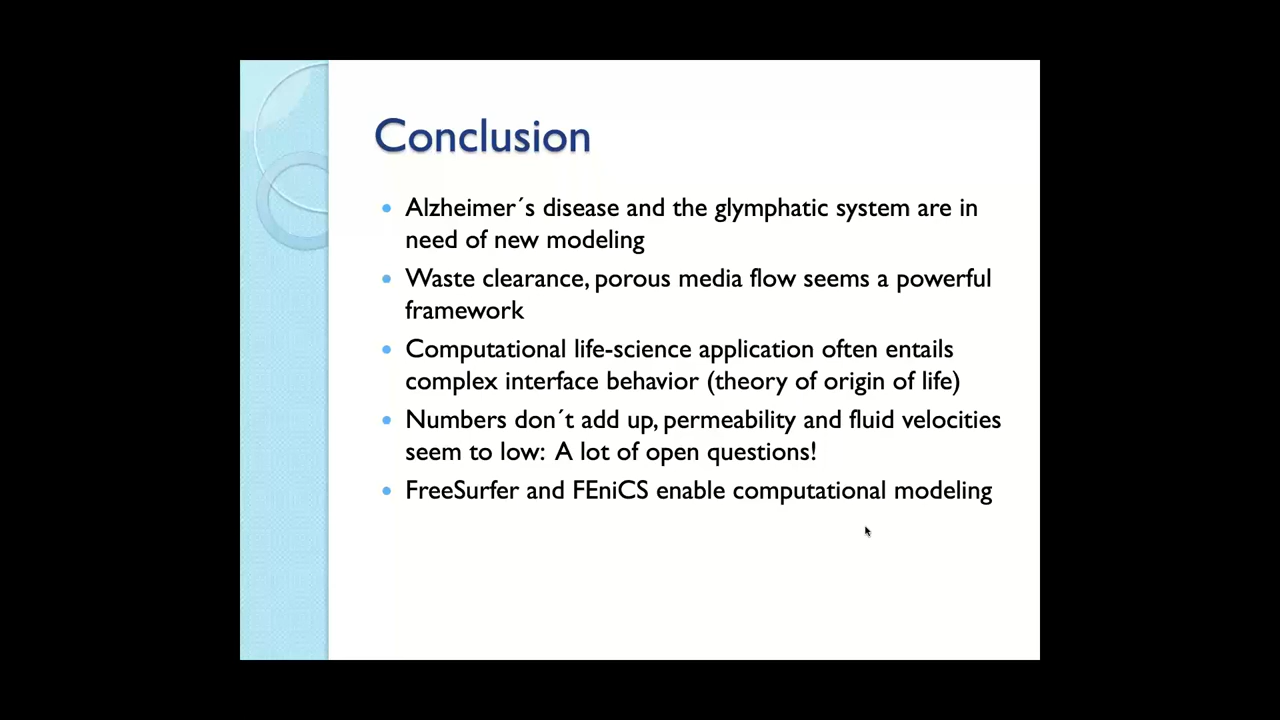 Conclusion
Alzheimer´s disease and the glymphatic system are in
need of new modeling
Waste clearance, porous media flow seems a powerful
framework
Computational life-science application often entails
complex interface behavior (theory of origin of life)
Numbers don´t add up, permeability and fluid velocities
seem to low: A lot of open questions!
FreeSurfer and FEniCS enable computational modeling